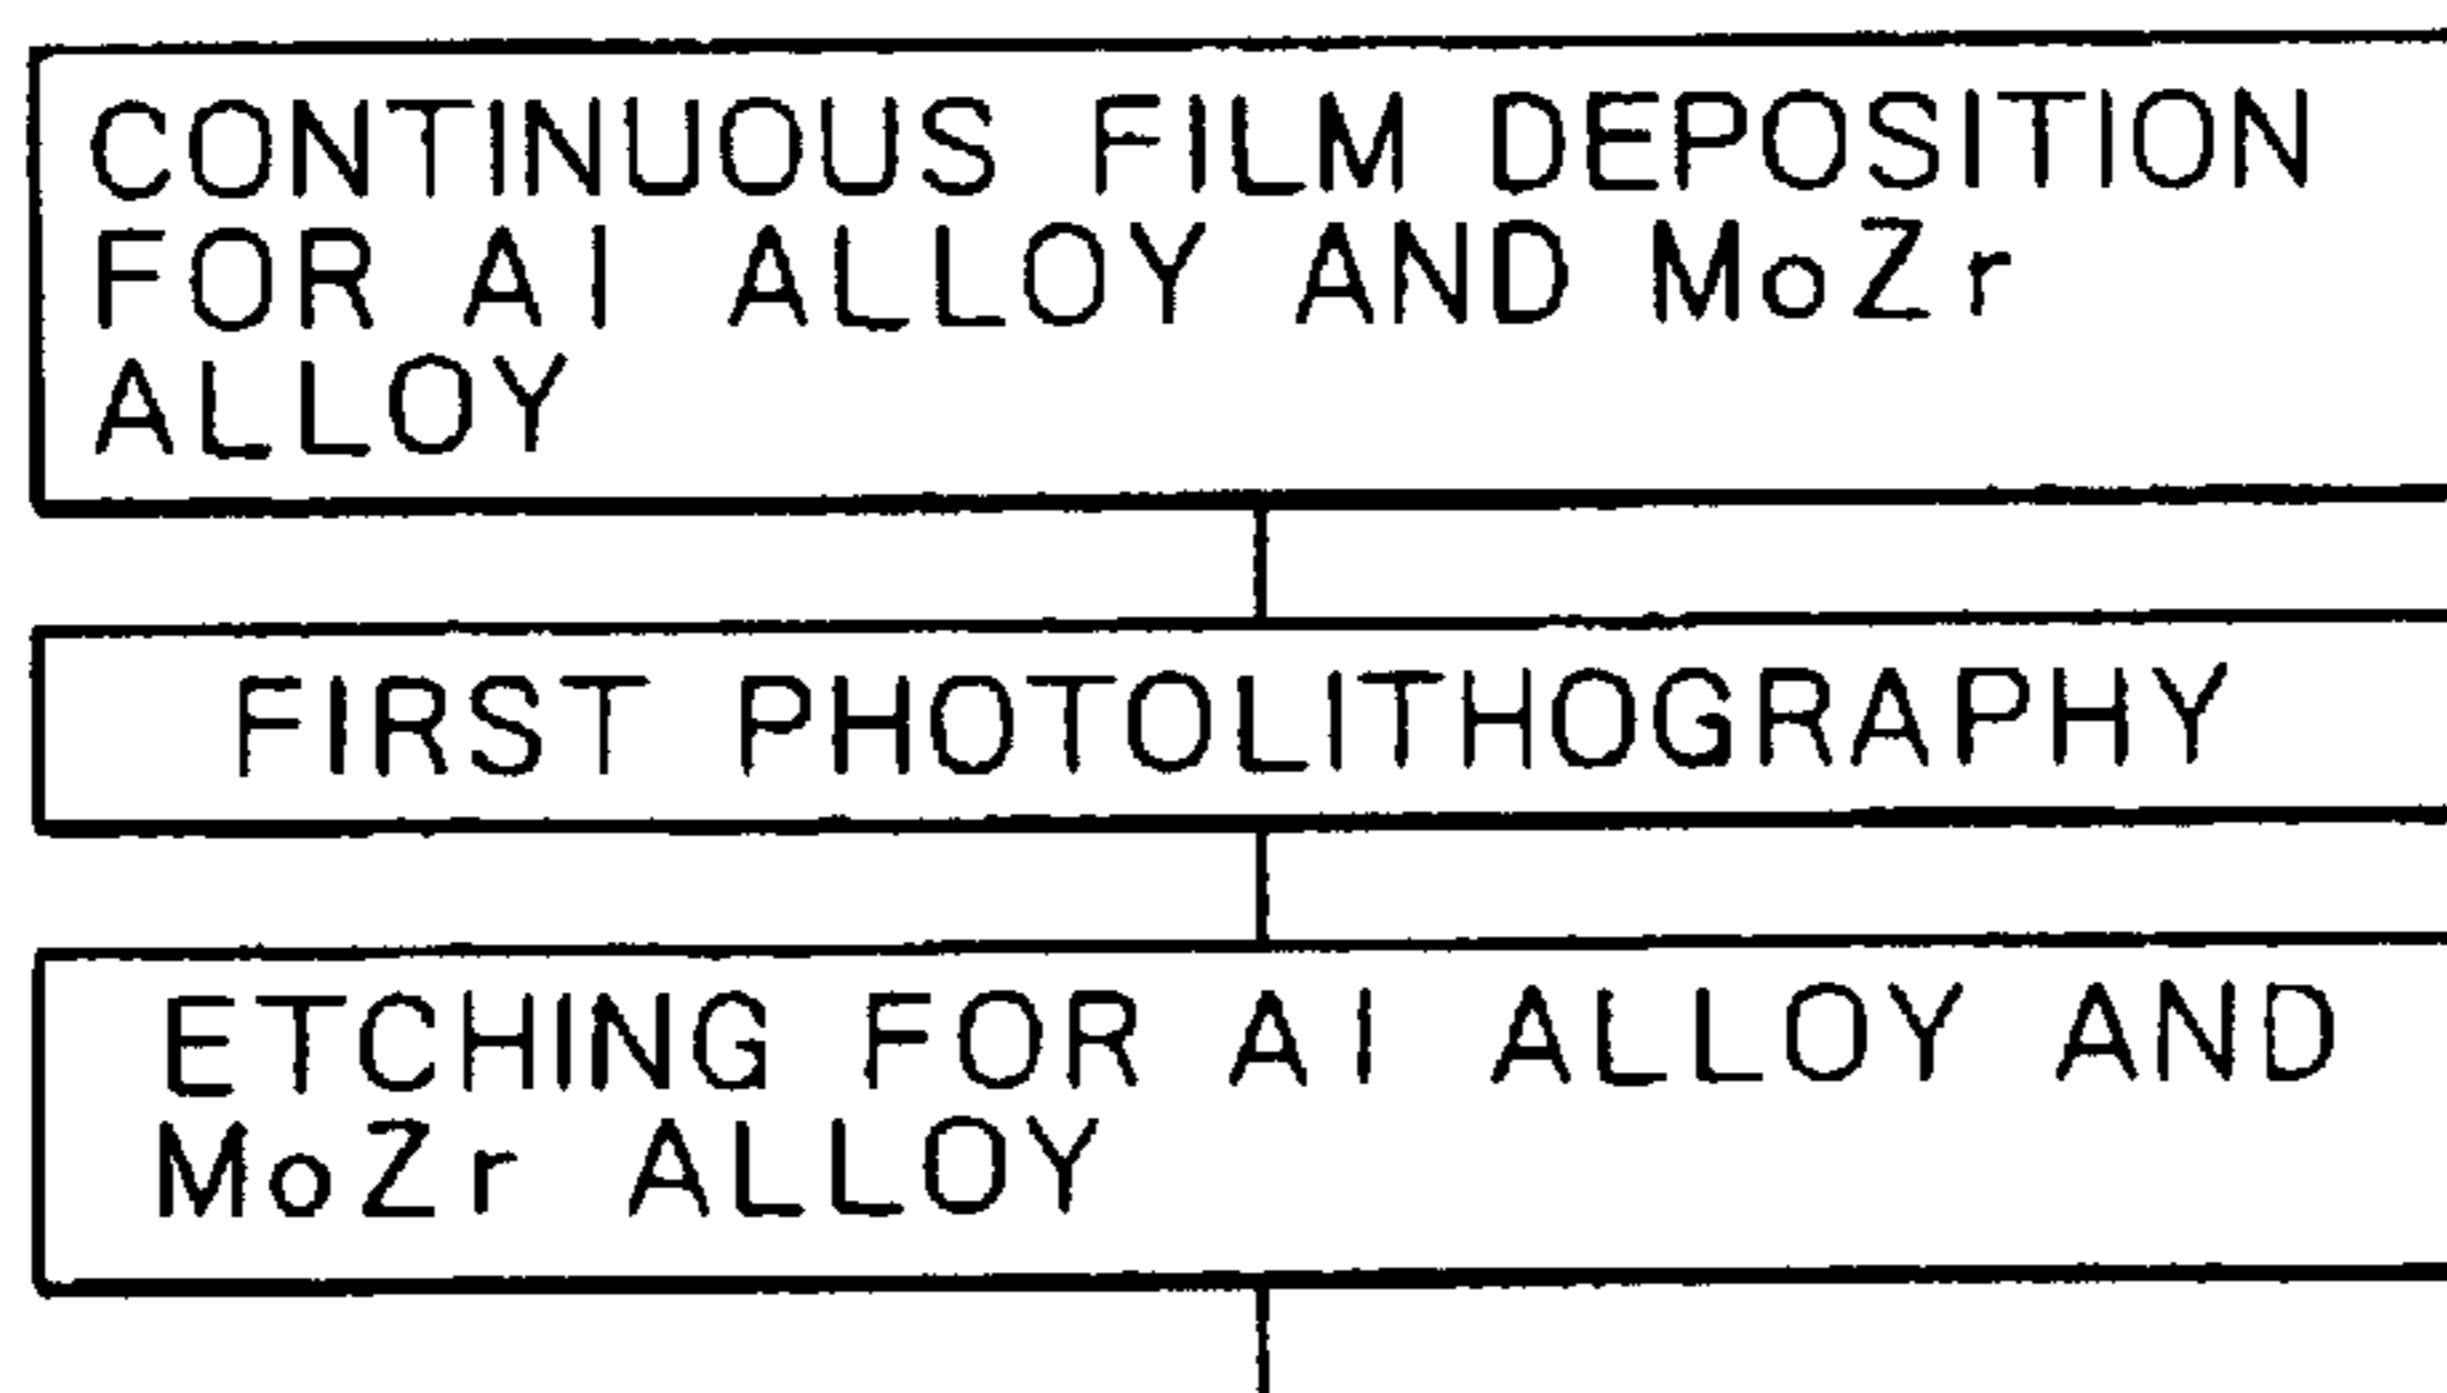 CONTINUOUS FILM DEPOSITION
FOR Al ALLOY AND MoZr
ALLOY
FIRST PHOTOLITHOGRAPHY
ETCHING FOR Al ALLOY AND
MoZr ALLOY